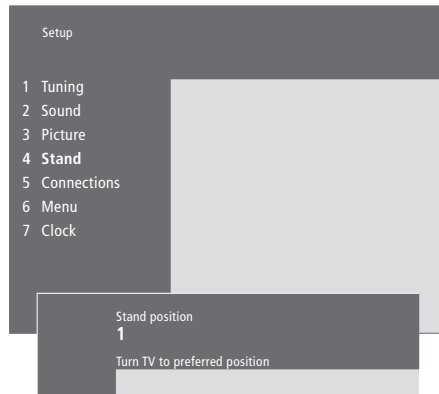 Setup
1 Tuning
2 Sound
3 Picture
4 Stand
5 Connections
6 Menu
7 Clock
Stand position
1
Turn TV to preferred position